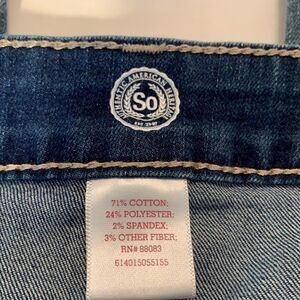 AUTHENTIC AMERICAN HERITAGE
So
71% COTTON;
24% POLYESTER;
2% SPANDEX;
3% OTHER FIBER;
RN# 88083
614015055155